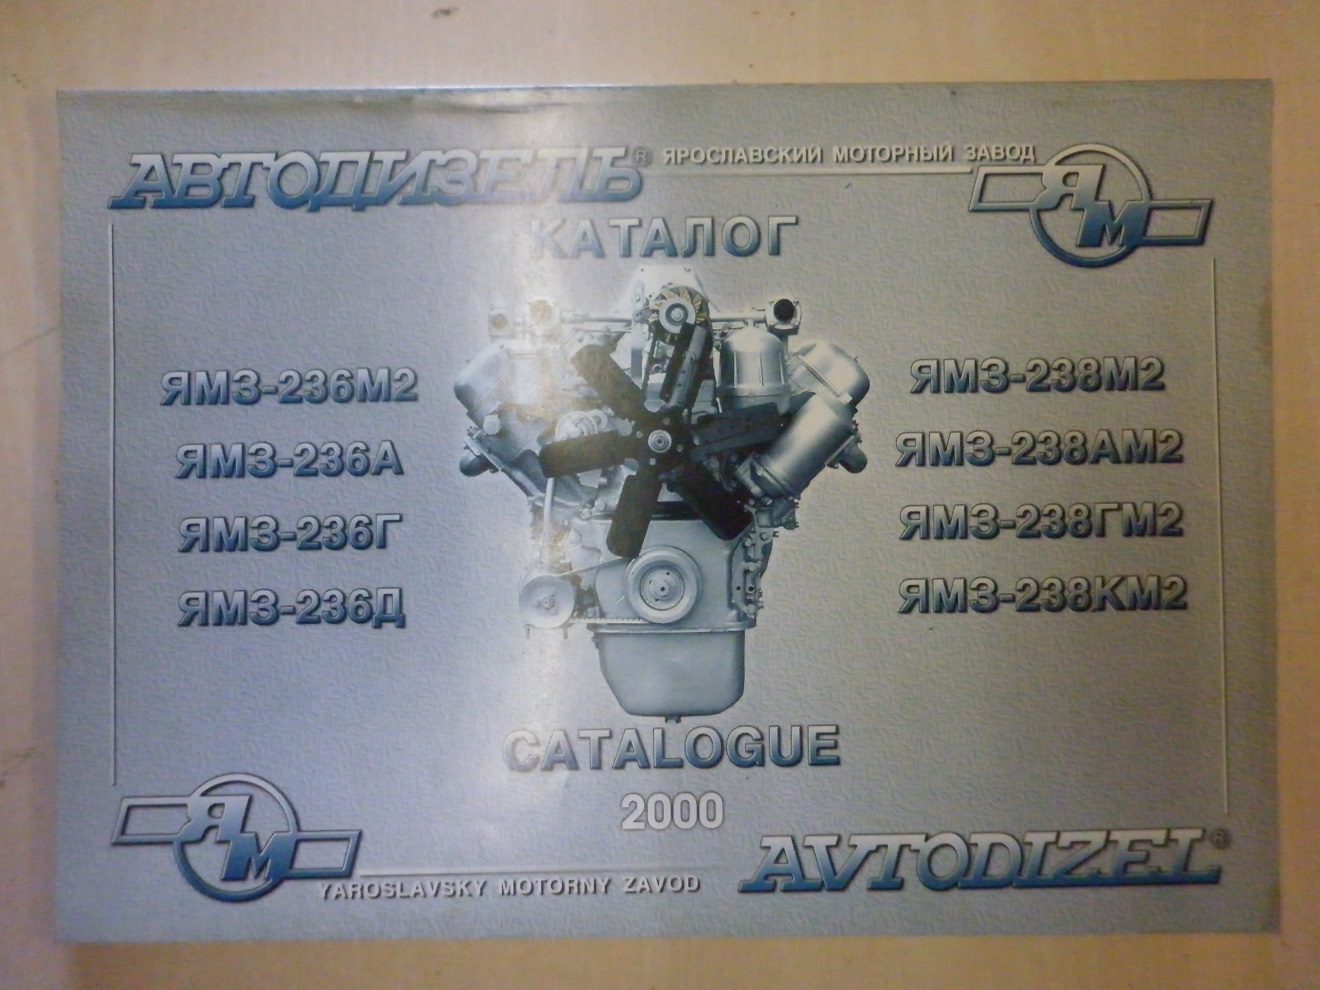 АВТОДИЗЕЛЬ® ЯРОСЛАВСКИЙ МОТОРНЫЙ ЗАВОД
ЯМ
КАТАЛОГ
ЯМЗ-236М2
ЯМЗ-236А
ЯМЗ-236Г
ЯМЗ-236Д
ЯМЗ-238М2
ЯМЗ-238АМ2
ЯМЗ-238ГМ2
ЯМЗ-238КМ2
CATALOGUE
2000
ЯМ
YAROSLAVSKY MOTORNY ZAVOD AVTODIZEL®